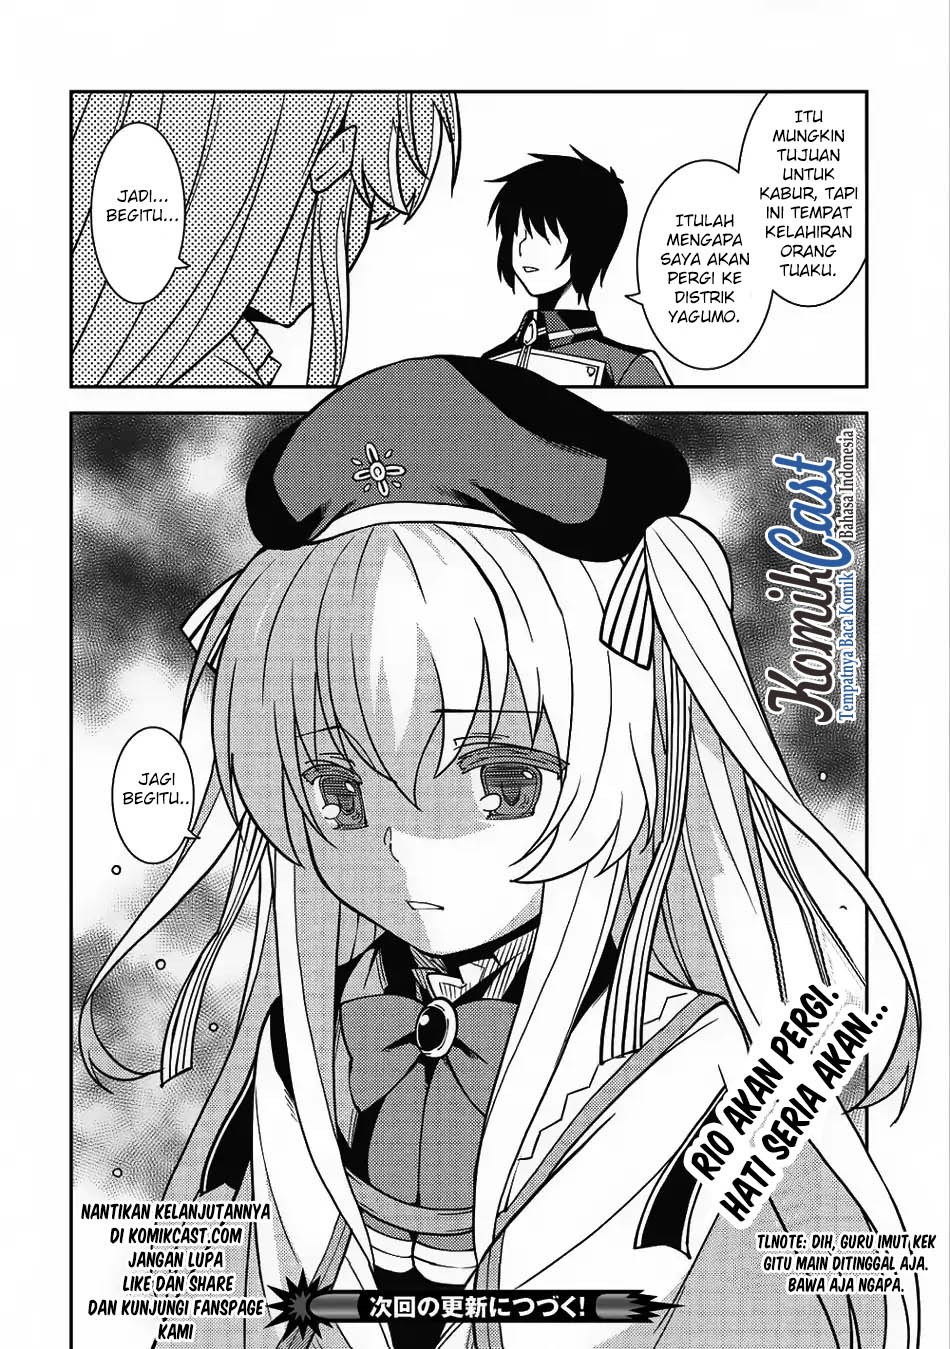 ITU
MUNGKIN
TUJUAN
UNTUK
KABUR, TAPI
INI TEMPAT
KELAHIRAN
ORANG
TUAKU.
ITULAH
MENGAPA
SAYA AKAN
PERGI KE
DISTRIK
YAGUMO.
JADI...
BEGITU...
KomikCast
Tempatnya Baca Komik Bahasa Indonesia
JAGI
BEGITU..
RIO AKAN PERGI.
HATI SERIA AKAN...
NANTIKAN KELANJUTANNYA
DI KOMIKCAST.COM
JANGAN LUPA
LIKE DAN SHARE
DAN KUNJUNGI FANSPAGE
KAMI
TLNOTE: DIH, GURU IMUT KEK
GITU MAIN DITINGGAL AJA.
BAWA AJA NGAPA.
次回の更新につづく!